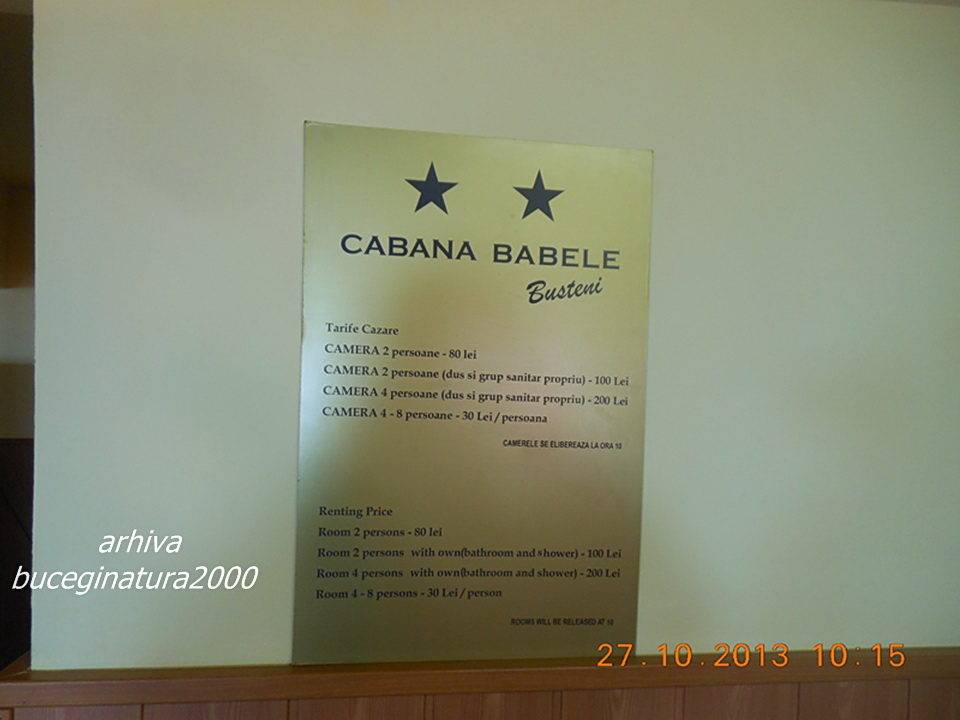 CABANA BABELE
Busteni
Tarife Cazare
CAMERA 2 persoane - 80 lei
CAMERA 2 persoane (dus si grup sanitar propriu) - 100 Lei
CAMERA 4 persoane (dus si grup sanitar propriu) - 200 Lei
CAMERA 4 - 8 persoane - 30 Lei / persoana
CAMERELE SE ELIBEREAZA LA ORA 10
Renting Price
Room 2 persons - 80 lei
Room 2 persons with own(bathroom and shower) - 100 Lei
Room 4 persons with own(bathroom and shower) - 200 Lei
Room 4 - 8 persons - 30 Lei / person
ROOMS WILL BE RELEASED AT 10
arhiva
buceginatura2000
27.10.2013 10:15